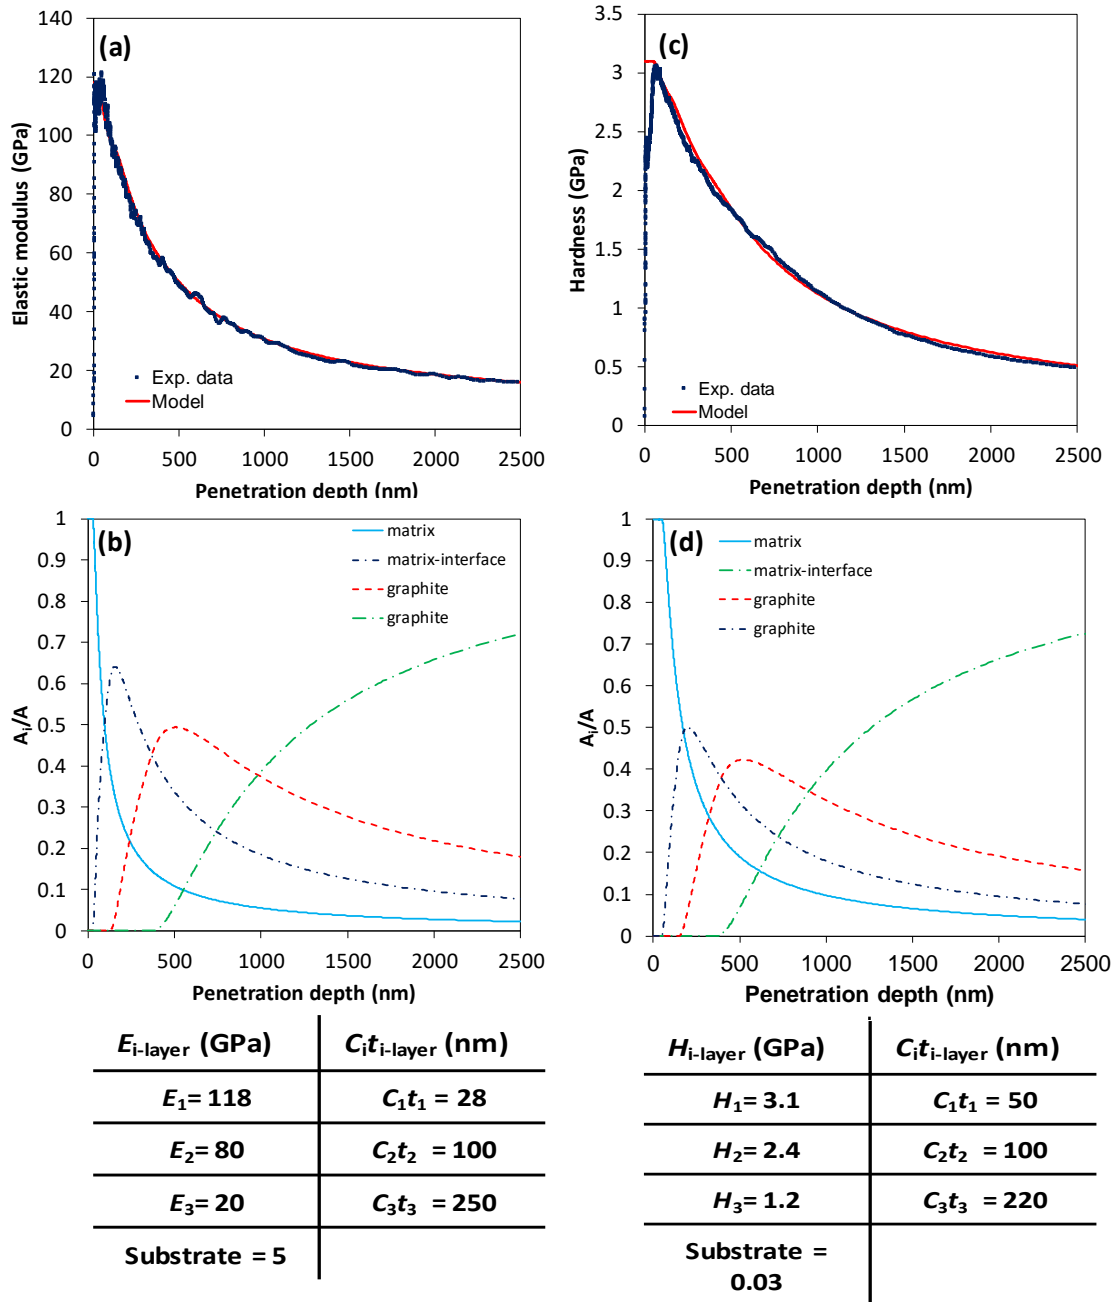 (a)
140
120
100
80
60
40
20
0
Elastic modulus (GPa)
Exp. data
Model
0 500 1000 1500 2000 2500
Penetration depth (nm)
(c)
3.5
3
2.5
2
1.5
1
0.5
0
Hardness (GPa)
Exp. data
Model
0 500 1000 1500 2000 2500
Penetration depth (nm)
(b)
1
0.9
0.8
0.7
0.6
0.5
0.4
0.3
0.2
0.1
0
Ai/A
matrix
matrix-interface
graphite
graphite
0 500 1000 1500 2000 2500
Penetration depth (nm)
(d)
1
0.9
0.8
0.7
0.6
0.5
0.4
0.3
0.2
0.1
0
Ai/A
matrix
matrix-interface
graphite
graphite
0 500 1000 1500 2000 2500
Penetration depth (nm)
Ei-layer (GPa) Citi-layer (nm)
E1= 118 C1t1 = 28
E2= 80 C2t2 = 100
E3= 20 C3t3 = 250
Substrate = 5
Hi-layer (GPa) Citi-layer (nm)
H1= 3.1 C1t1 = 50
H2= 2.4 C2t2 = 100
H3= 1.2 C3t3 = 220
Substrate =
0.03